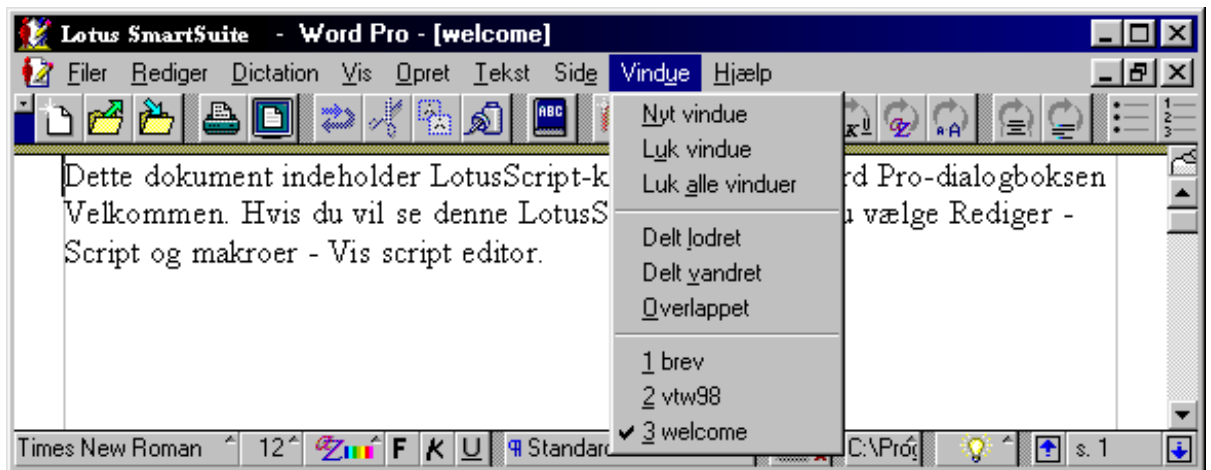 Lotus SmartSuite - Word Pro - [welcome]
Filer Rediger Dictation Vis Opret Tekst Side Vindue Hjælp
ABC
Nyt vindue
Luk vindue
Luk alle vinduer
Delt lodret
Delt vandret
Overlappet
1 brev
2 vtw98
✔ 3 welcome
Dette dokument indeholder LotusScript-k rd Pro-dialogboksen
Velkommen. Hvis du vil se denne LotusS u vælge Rediger -
Script og makroer - Vis script editor.
Times New Roman 12 F K U ¶ Standard C:\Próg s. 1